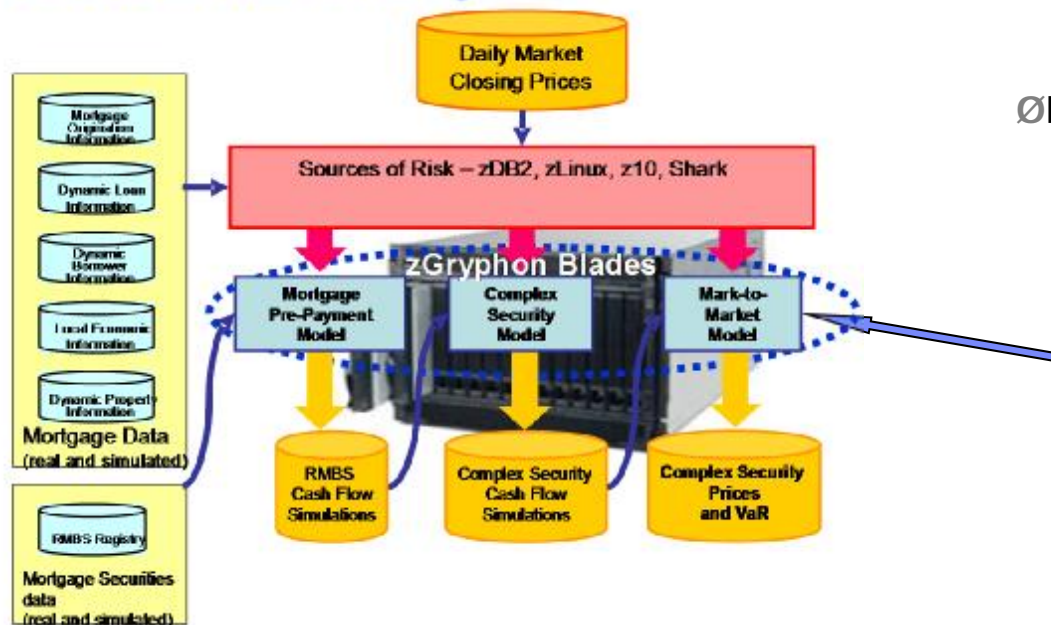 Daily Market
Closing Prices
Mortgage
Origination
Information
Dynamic Loan
Information
Dynamic
Borrower
Information
Local Economic
Information
Dynamic Property
Information
Mortgage Data
(real and simulated)
RMBS Registry
Mortgage Securities
data
(real and simulated)
Sources of Risk – zDB2, zLinux, z10, Shark
zGryphon Blades
Mortgage
Pre-Payment
Model
Complex
Security
Model
Mark-to-
Market
Model
RMBS
Cash Flow
Simulations
Complex Security
Cash Flow
Simulations
Complex Security
Prices
and VaR
Ø